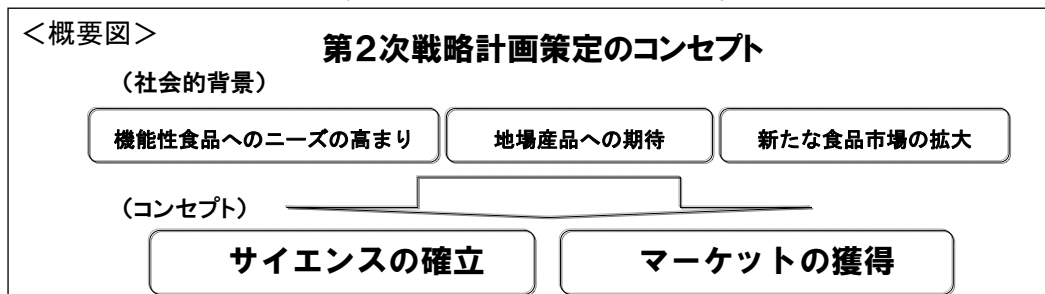 ＜概要図＞
第２次戦略計画策定のコンセプト
（社会的背景）
機能性食品へのニーズの高まり 地場産品への期待 新たな食品市場の拡大
（コンセプト）
サイエンスの確立 マーケットの獲得